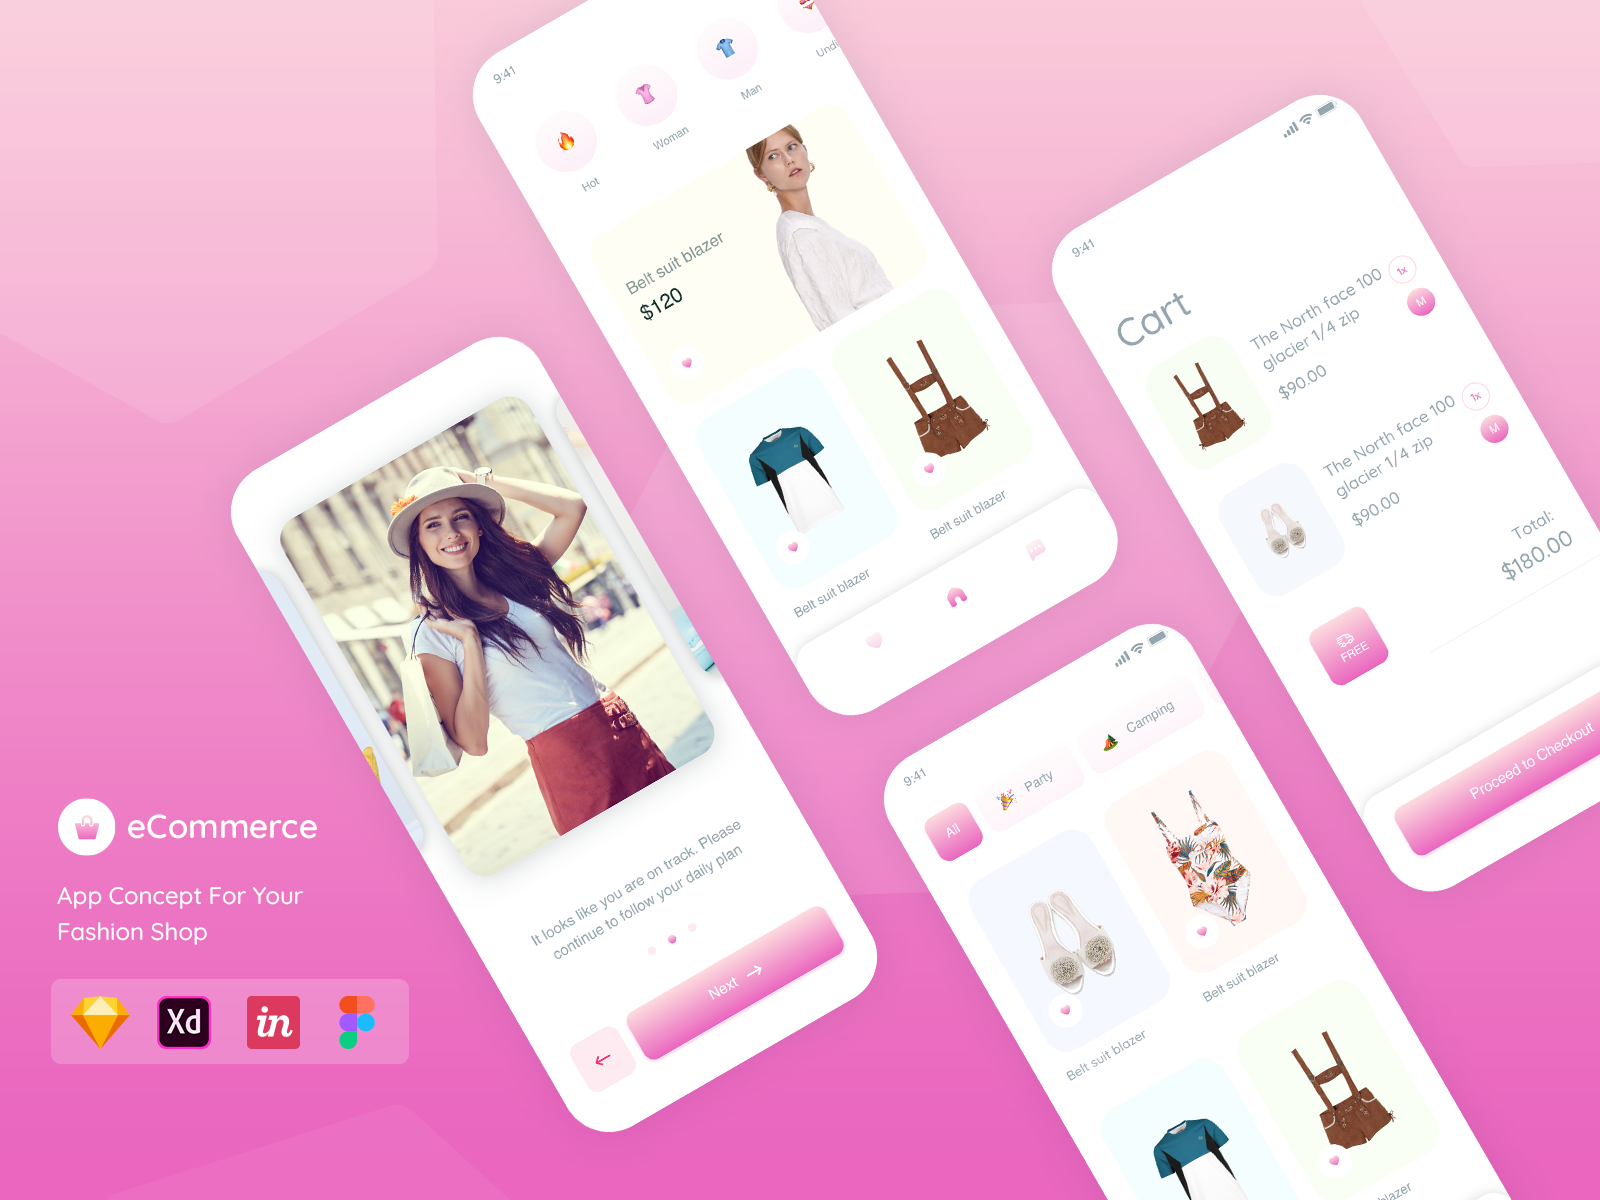 eCommerce
App Concept For Your
Fashion Shop
Xd
in
It looks like you are on track. Please
continue to follow your daily plan
Next
9:41
Hot
Woman
Man
Belt suit blazer
$120
Belt suit blazer
Belt suit blazer
9:41
Cart
The North face 100
glacier 1/4 zip
$90.00
1x
M
The North face 100
glacier 1/4 zip
$90.00
1x
M
Total:
$180.00
FREE
Proceed to Checkout
9:41
All
Party
Camping
Belt suit blazer
Belt suit blazer